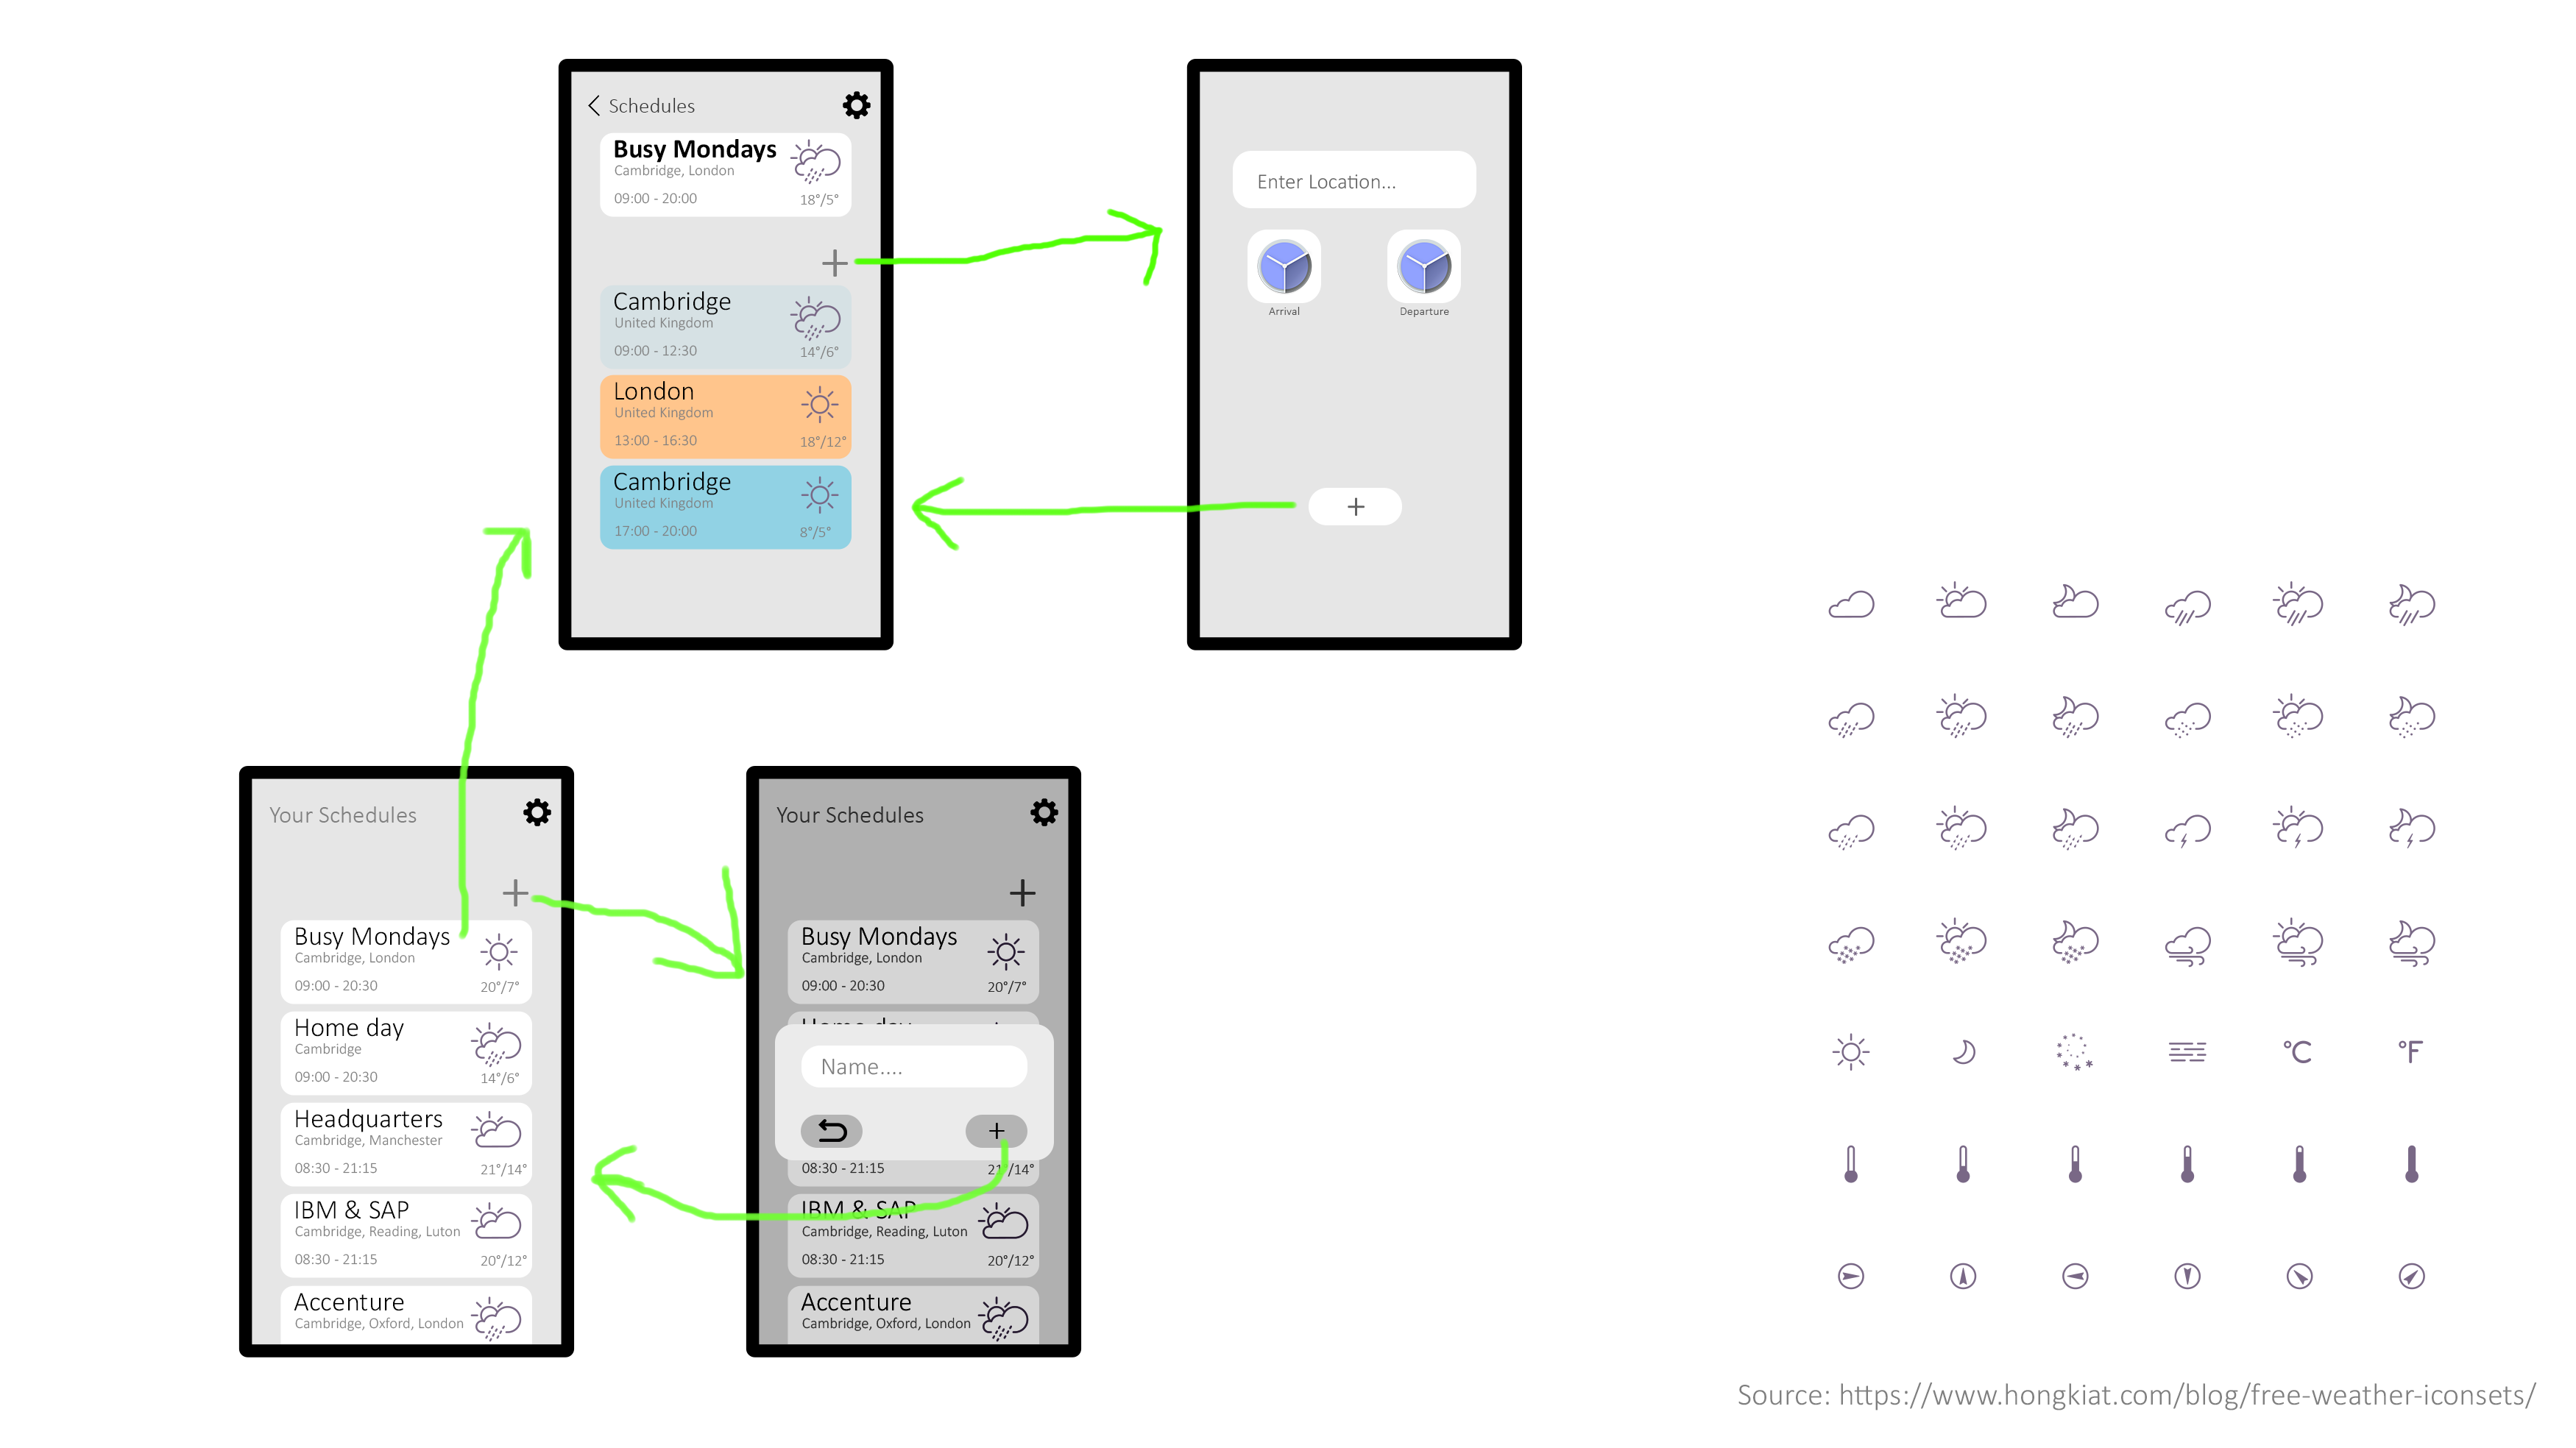 Schedules
Busy Mondays
Cambridge, London
09:00 - 20:00
18°/5°
+
Cambridge
United Kingdom
09:00 - 12:30
14°/6°
London
United Kingdom
13:00 - 16:30
18°/12°
Cambridge
United Kingdom
17:00 - 20:00
8°/5°
Enter Location...
Arrival
Departure
+
Your Schedules
+
Busy Mondays
Cambridge, London
09:00 - 20:30
20°/7°
Home day
Cambridge
09:00 - 20:30
14°/6°
Headquarters
Cambridge, Manchester
08:30 - 21:15
21°/14°
IBM & SAP
Cambridge, Reading, Luton
08:30 - 21:15
20°/12°
Accenture
Cambridge, Oxford, London
Your Schedules
+
Busy Mondays
Cambridge, London
09:00 - 20:30
20°/7°
Home day
Name....
+
08:30 - 21:15
21°/14°
IBM & SAP
Cambridge, Reading, Luton
08:30 - 21:15
20°/12°
Accenture
Cambridge, Oxford, London
°C
°F
Source: https://www.hongkiat.com/blog/free-weather-iconsets/